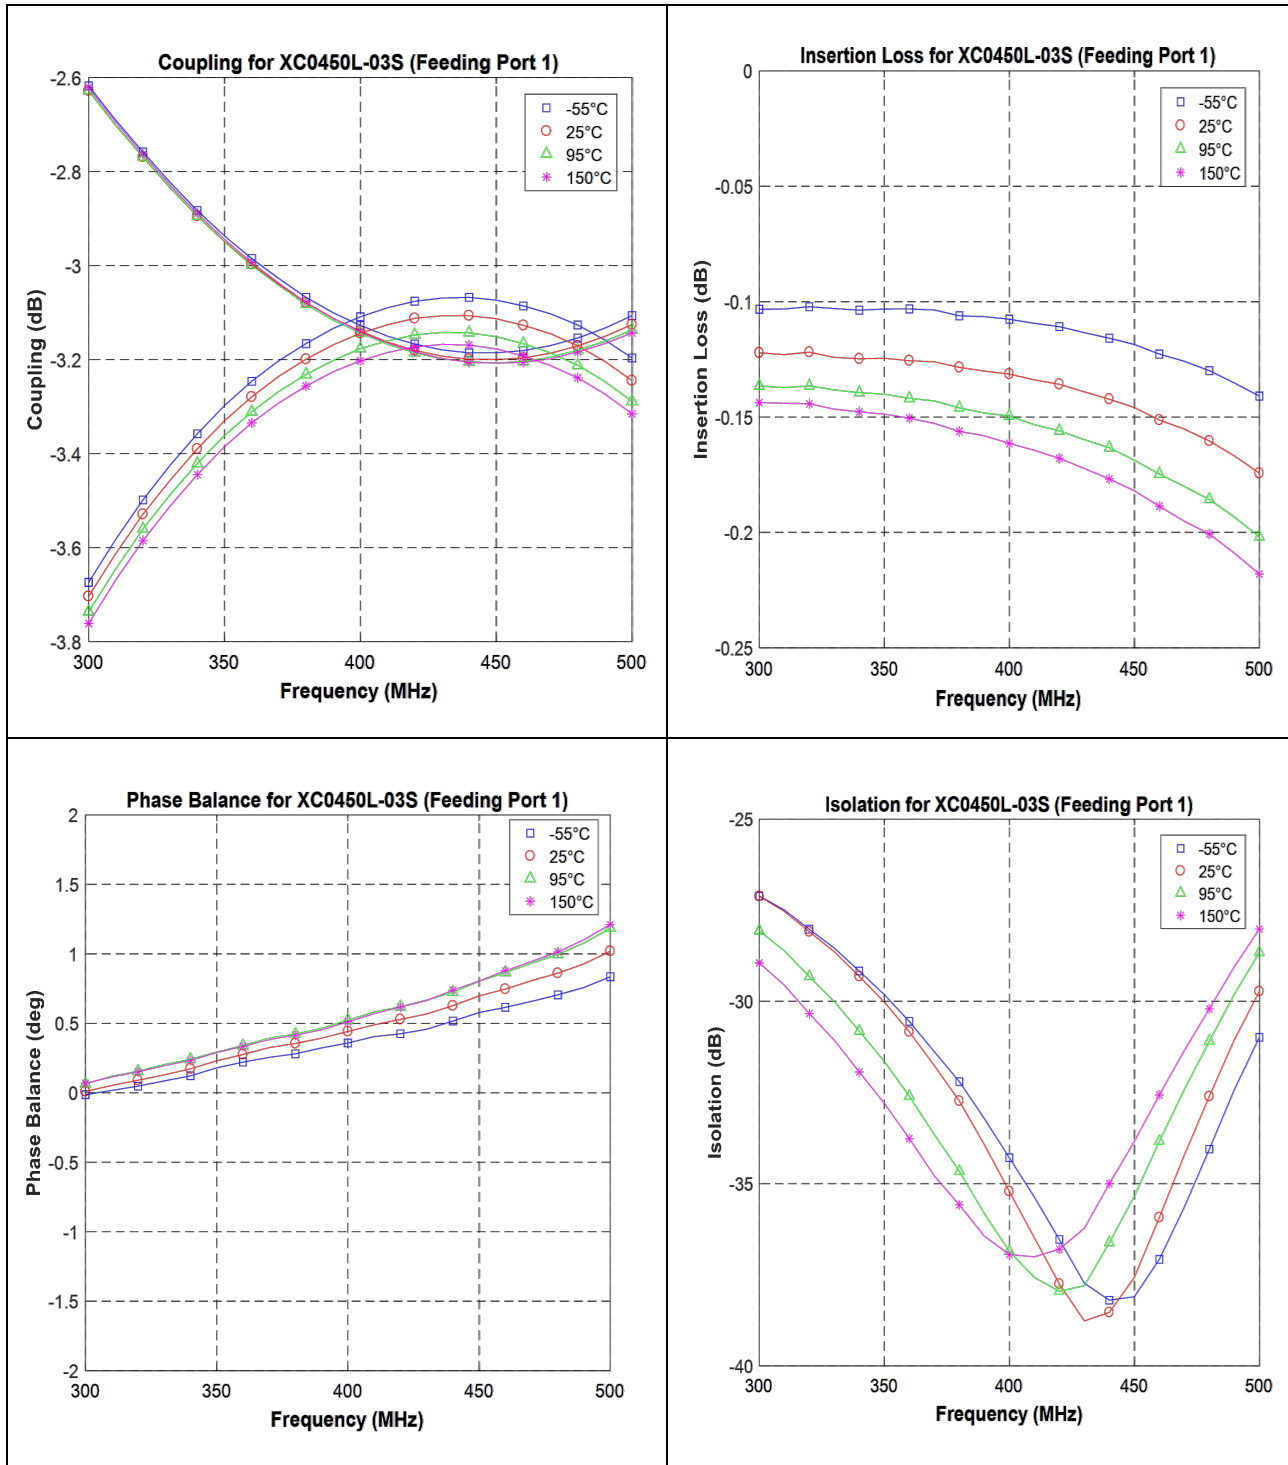 Coupling for XC0450L-03S (Feeding Port 1)
-2.6
-2.8
-3
-3.2
-3.4
-3.6
-3.8
Coupling (dB)
-55°C
25°C
95°C
150°C
300
350
400
450
500
Frequency (MHz)
Insertion Loss for XC0450L-03S (Feeding Port 1)
0
-0.05
-0.1
-0.15
-0.2
-0.25
Insertion Loss (dB)
-55°C
25°C
95°C
150°C
300
350
400
450
500
Frequency (MHz)
Phase Balance for XC0450L-03S (Feeding Port 1)
2
1.5
1
0.5
0
-0.5
-1
-1.5
-2
Phase Balance (deg)
-55°C
25°C
95°C
150°C
300
350
400
450
500
Frequency (MHz)
Isolation for XC0450L-03S (Feeding Port 1)
-25
-30
-35
-40
Isolation (dB)
-55°C
25°C
95°C
150°C
300
350
400
450
500
Frequency (MHz)